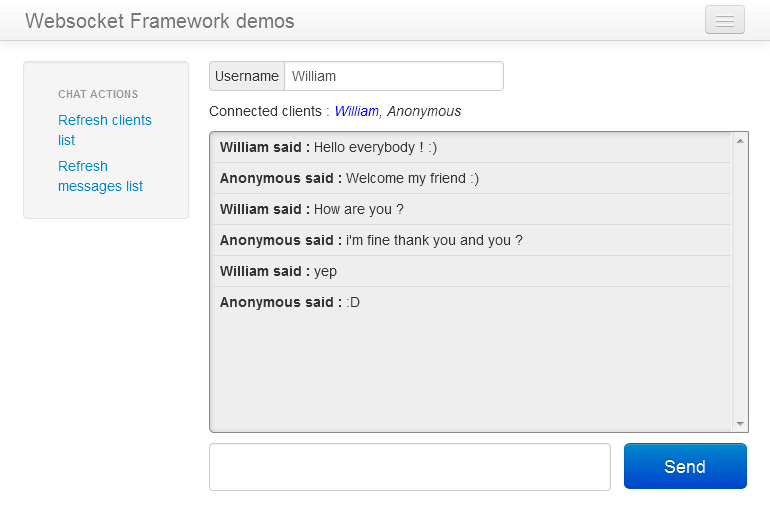 Websocket Framework demos
CHAT ACTIONS
Refresh clients
list
Refresh
messages list
Username William
Connected clients : William, Anonymous
William said : Hello everybody ! :)
Anonymous said : Welcome my friend :)
William said : How are you ?
Anonymous said : i'm fine thank you and you ?
William said : yep
Anonymous said : :D
Send